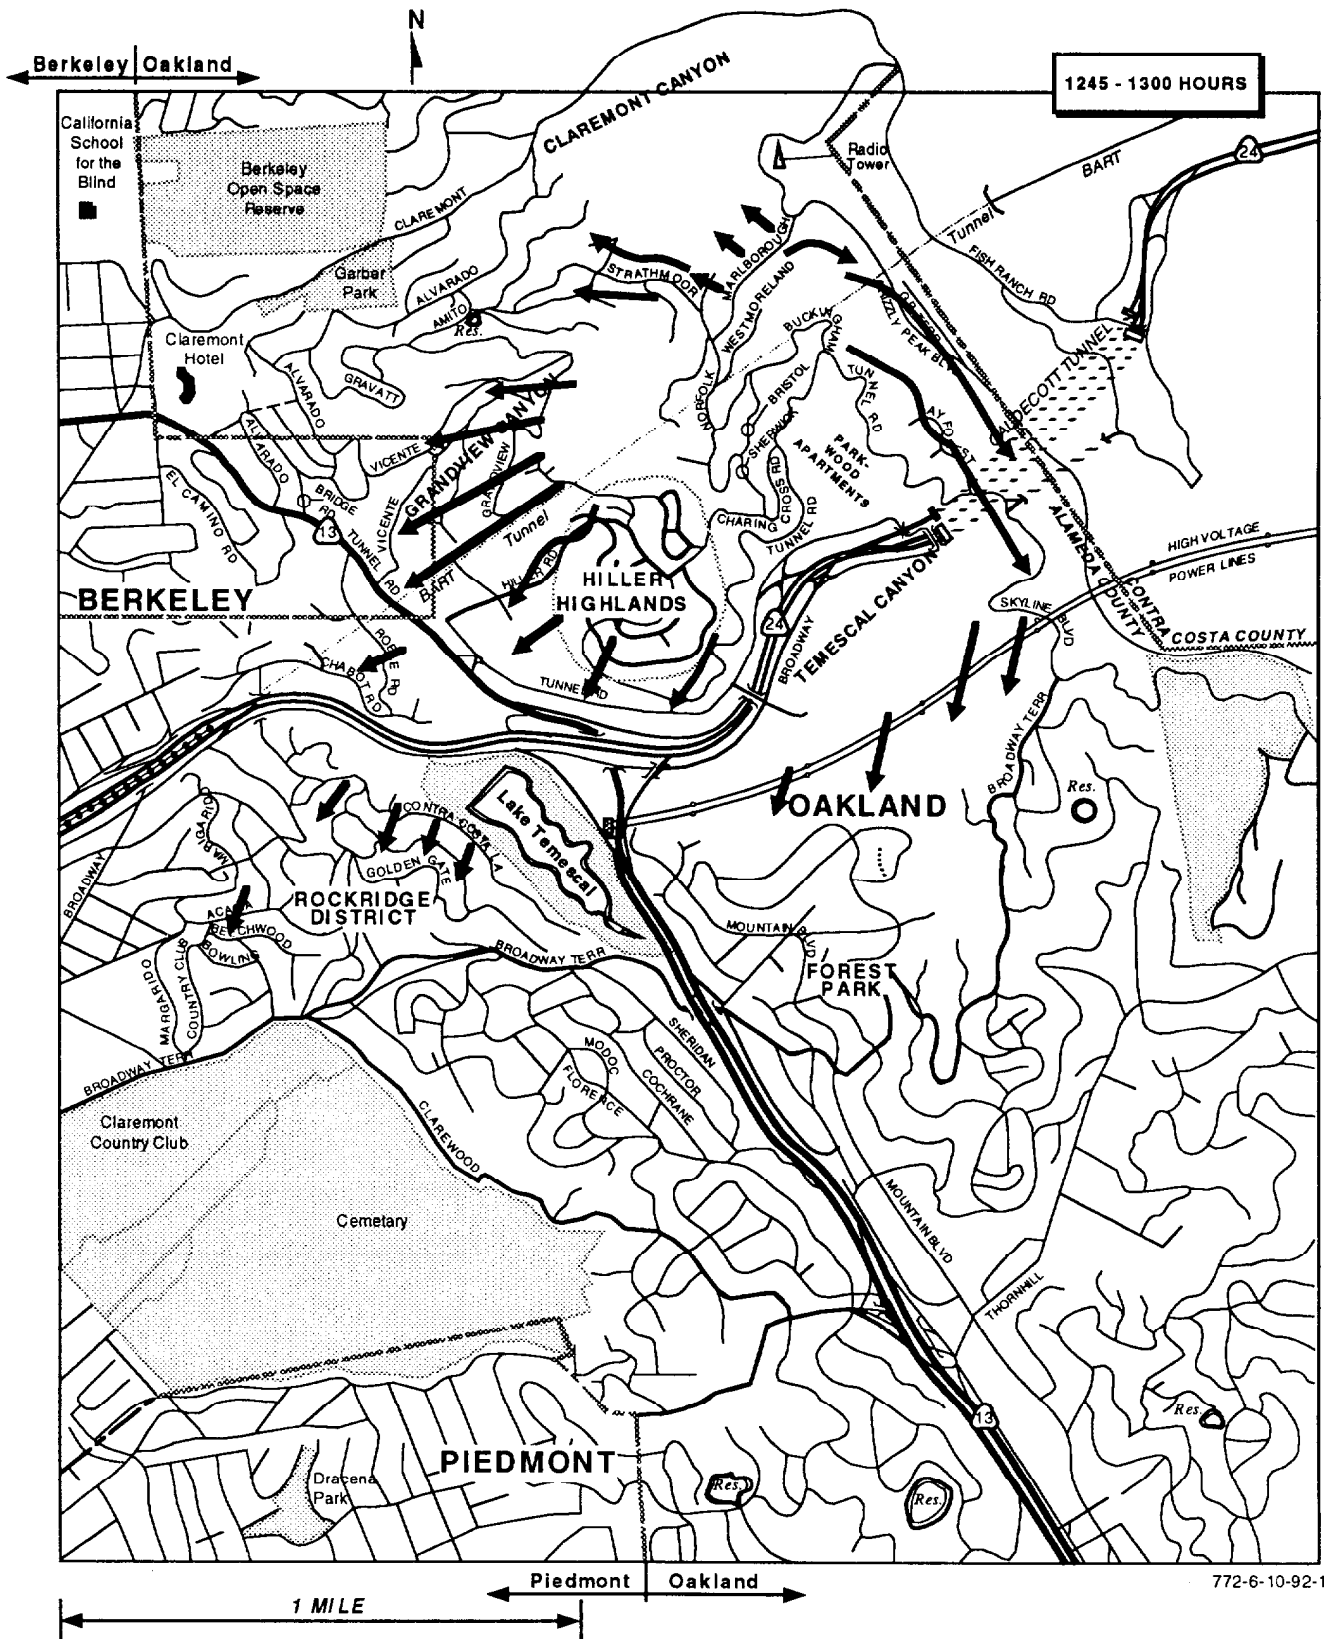 N
Berkeley Oakland
1245 - 1300 HOURS
California
School
for the
Blind
Berkeley
Open Space
Reserve
CLAREMONT CANYON
Radio
Tower
BART
24
Tunnel
CLAREMONT
Garber
Park
ALVARADO
AMITO
Res.
STRATHMOOR
MARLBOROUGH
WESTMORELAND
FISH RANCH RD
GRIZZLY PEAK BLV
BUCKINGHAM
Claremont
Hotel
ALVARADO
GRAVATT
NORFOLK
BRISTOL
SHERWICK
TUNNEL RD
CALDECOTT TUNNEL
PARK-
WOOD
APARTMENTS
ALVARADO
VICENTE
GRANDVIEW CANYON
GRANDVIEW
EL CAMINO RD
BRIDGE
RD
13
VICENTE
TUNNEL RD
Tunnel
BART
CHARING
CROSS RD
TUNNEL RD
HILLER RD
HILLER
HIGHLANDS
BERKELEY
TEMESCAL CANYON
24
BROADWAY
ALAMEDA COUNTY
CONTRA
COSTA COUNTY
HIGH VOLTAGE
POWER LINES
SKYLINE
BLVD
ROBLE RD
CHABOT RD
TUNNEL RD
BROADWAY TERR
Res.
OAKLAND
MARGARIDO
CONTRA COSTA LA
GOLDEN GATE
Lake Temescal
BROADWAY
ROCKRIDGE
DISTRICT
ACACIA
BEECHWOOD
BOWLING
MARGARIDO
COUNTRY CLUB
BROADWAY TERR
MOUNTAIN BLVD
FOREST
PARK
BROADWAY TERR
SHERIDAN
PROCTOR
COCHRANE
MODOC
FLORENCE
CLAREWOOD
Claremont
Country Club
Cemetary
MOUNTAIN BLVD
THORNHILL
13
Res.
PIEDMONT
Dracena
Park
Res.
Res.
Piedmont Oakland
772-6-10-92-1
1 MILE